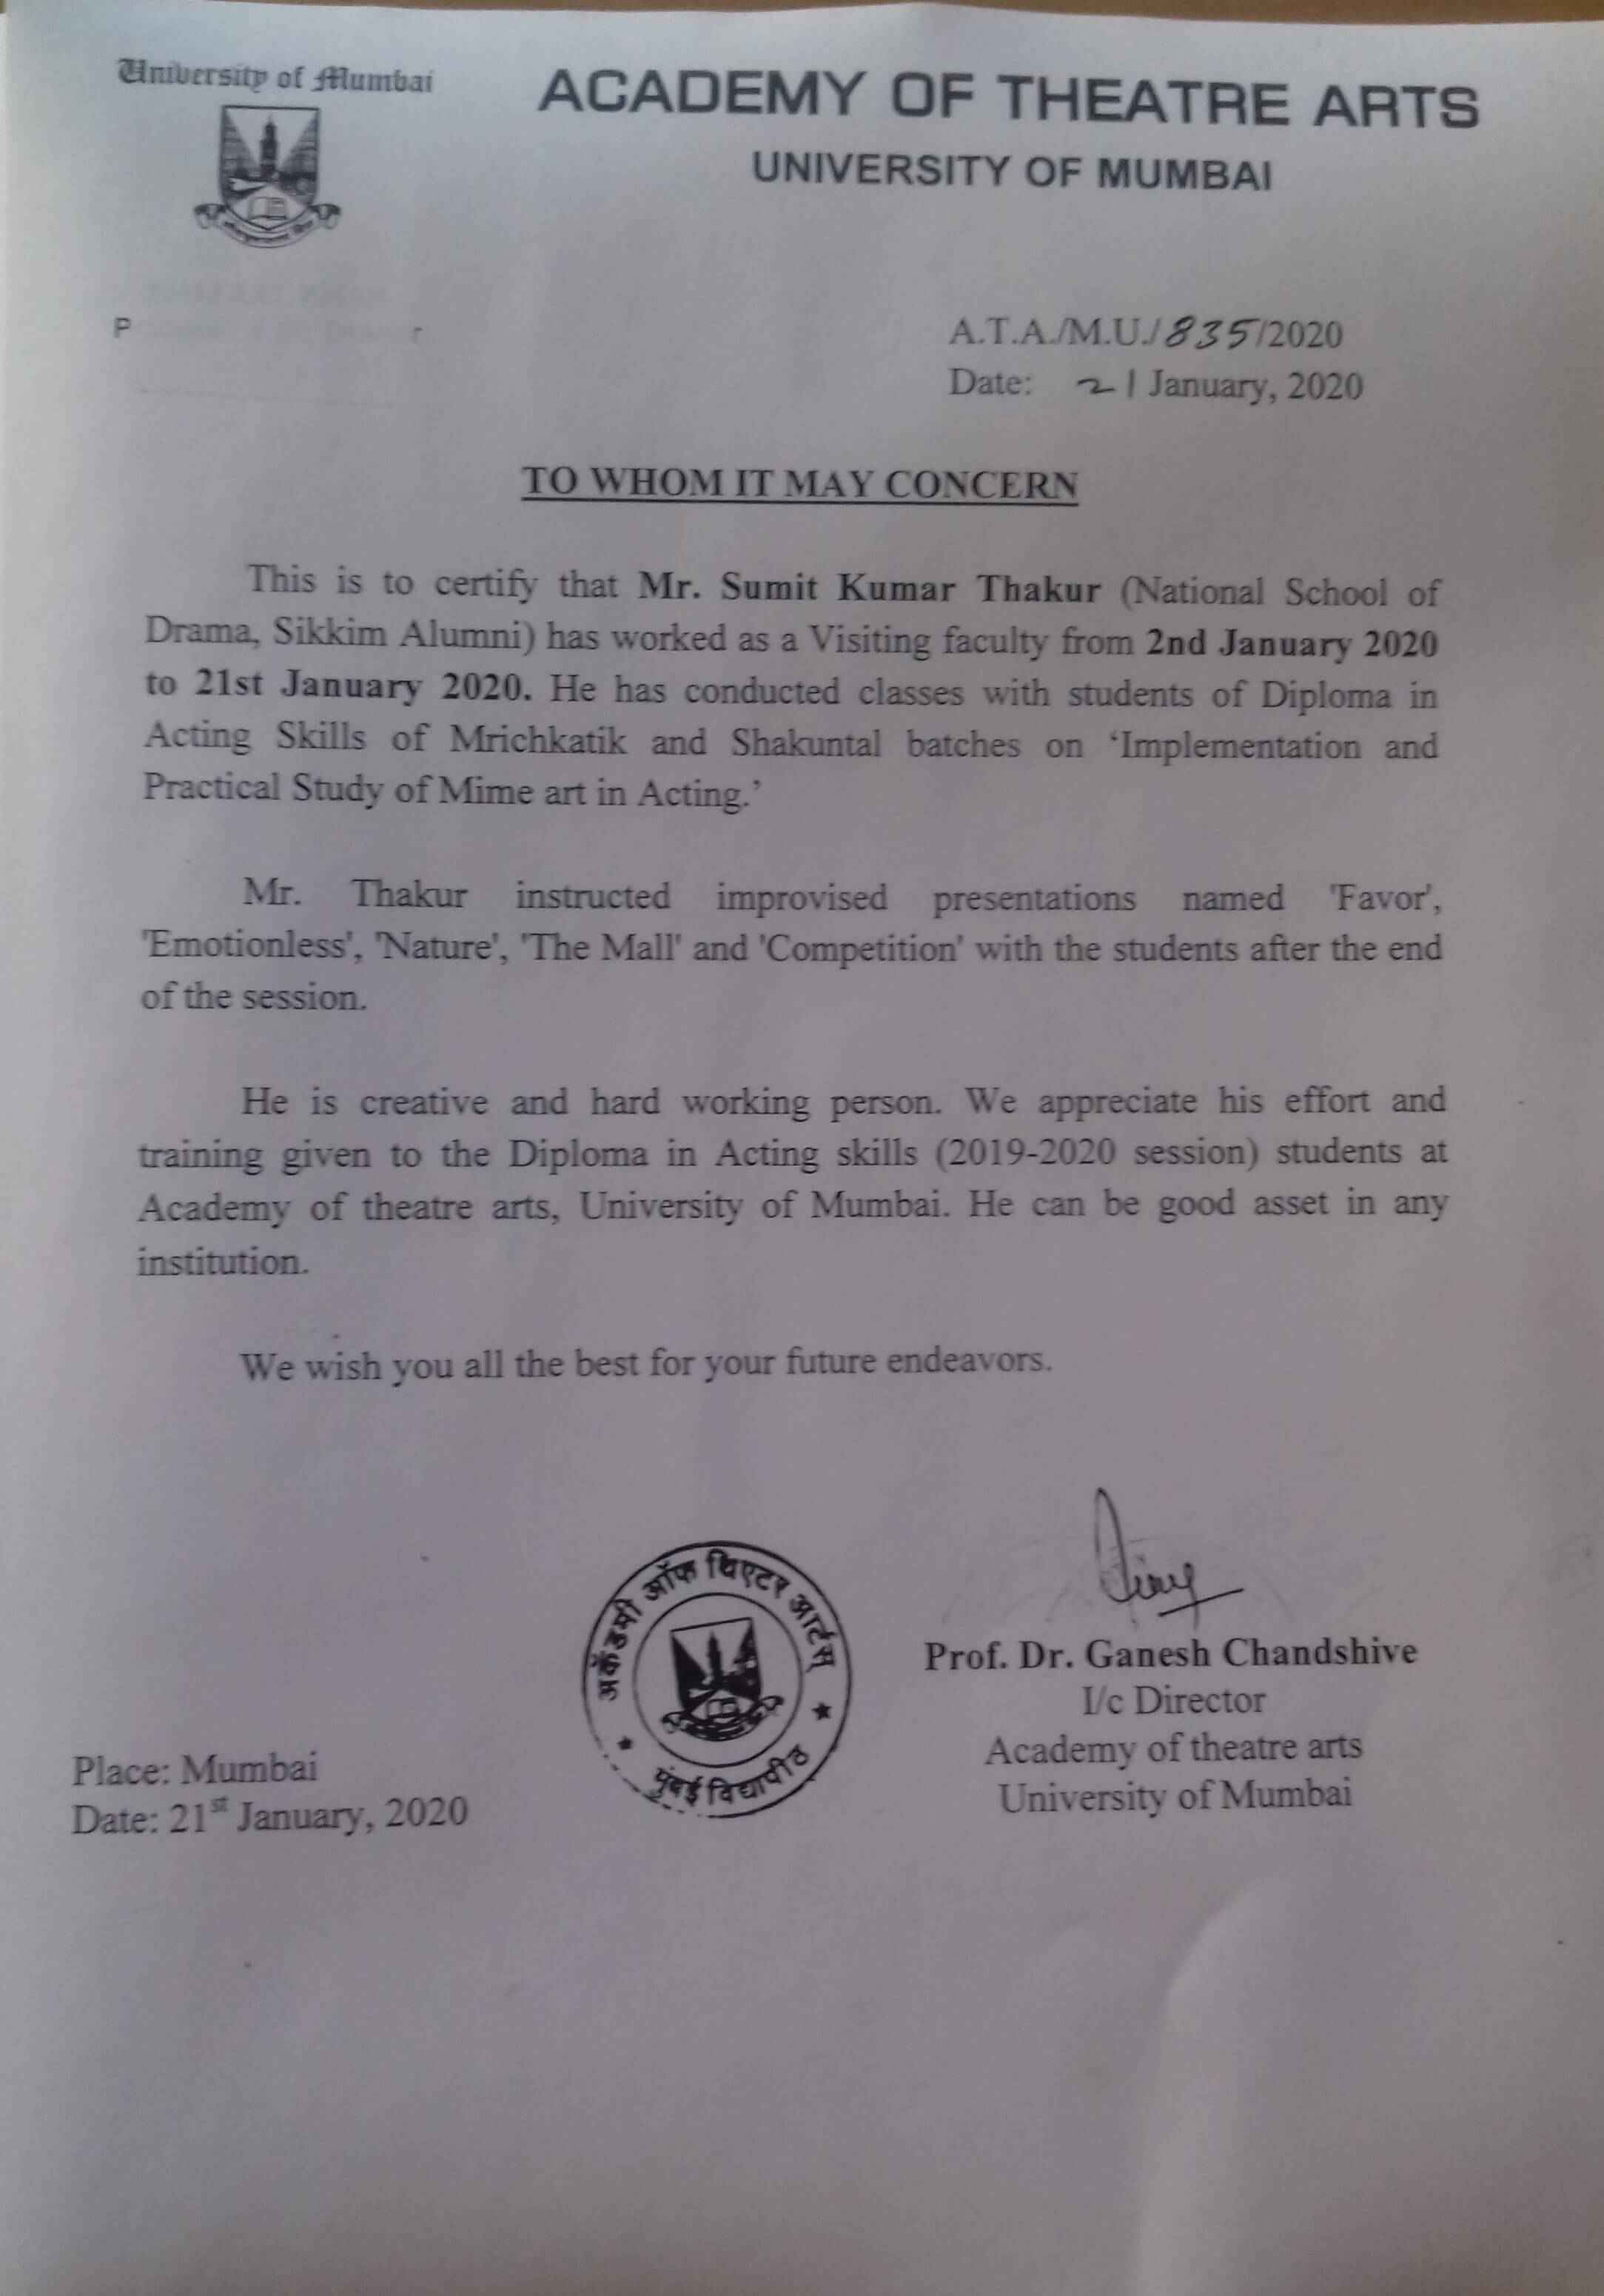 University of Mumbai
ACADEMY OF THEATRE ARTS
UNIVERSITY OF MUMBAI
P r
A.T.A./M.U./835/2020
Date: 21 January, 2020
TO WHOM IT MAY CONCERN
This is to certify that Mr. Sumit Kumar Thakur (National School of
Drama, Sikkim Alumni) has worked as a Visiting faculty from 2nd January 2020
to 21st January 2020. He has conducted classes with students of Diploma in
Acting Skills of Mrichkatik and Shakuntal batches on ‘Implementation and
Practical Study of Mime art in Acting.’
Mr. Thakur instructed improvised presentations named 'Favor',
'Emotionless', 'Nature', 'The Mall' and 'Competition' with the students after the end
of the session.
He is creative and hard working person. We appreciate his effort and
training given to the Diploma in Acting skills (2019-2020 session) students at
Academy of theatre arts, University of Mumbai. He can be good asset in any
institution.
We wish you all the best for your future endeavors.
अकॅडमी ऑफ थिएटर आर्टस्
मुंबई विद्यापीठ
Prof. Dr. Ganesh Chandshive
I/c Director
Academy of theatre arts
University of Mumbai
Place: Mumbai
Date: 21st January, 2020